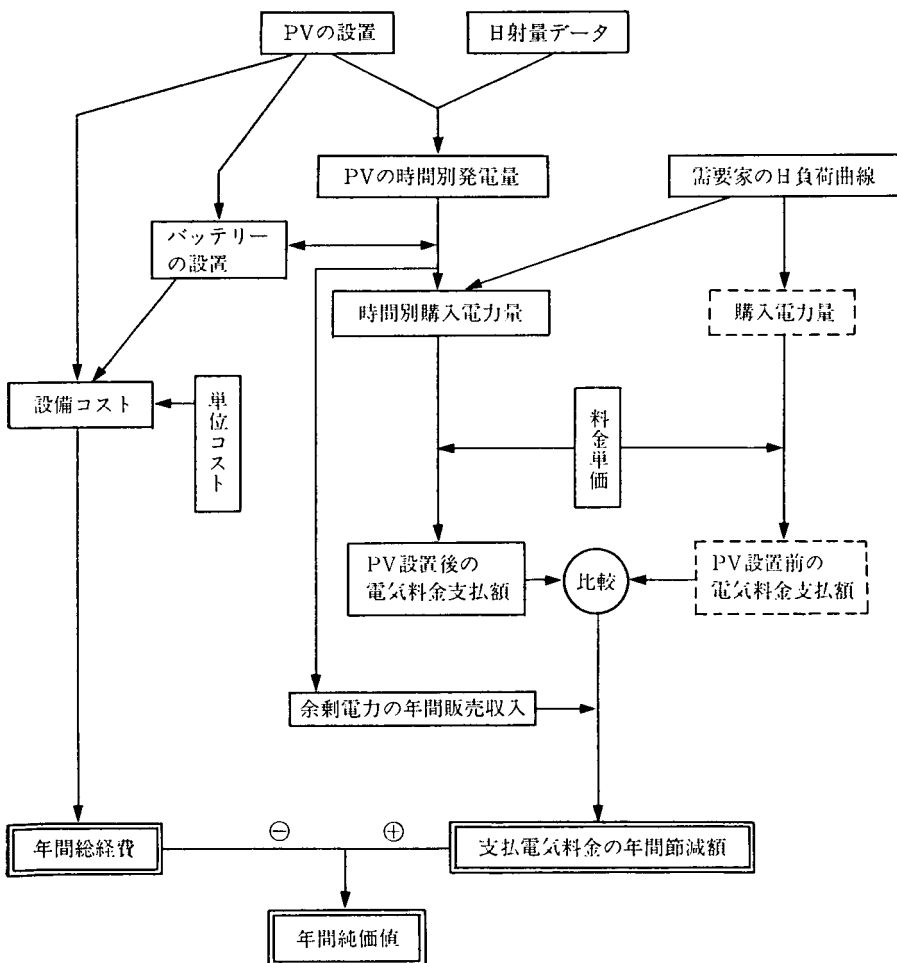 PVの設置
日射量データ
PVの時間別発電量
需要家の日負荷曲線
バッテリー
の設置
時間別購入電力量
購入電力量
設備コスト
単位コスト
料金単価
PV設置後の
電気料金支払額
比較
PV設置前の
電気料金支払額
余剰電力の年間販売収入
年間総経費
⊖
⊕
支払電気料金の年間節減額
年間純価値